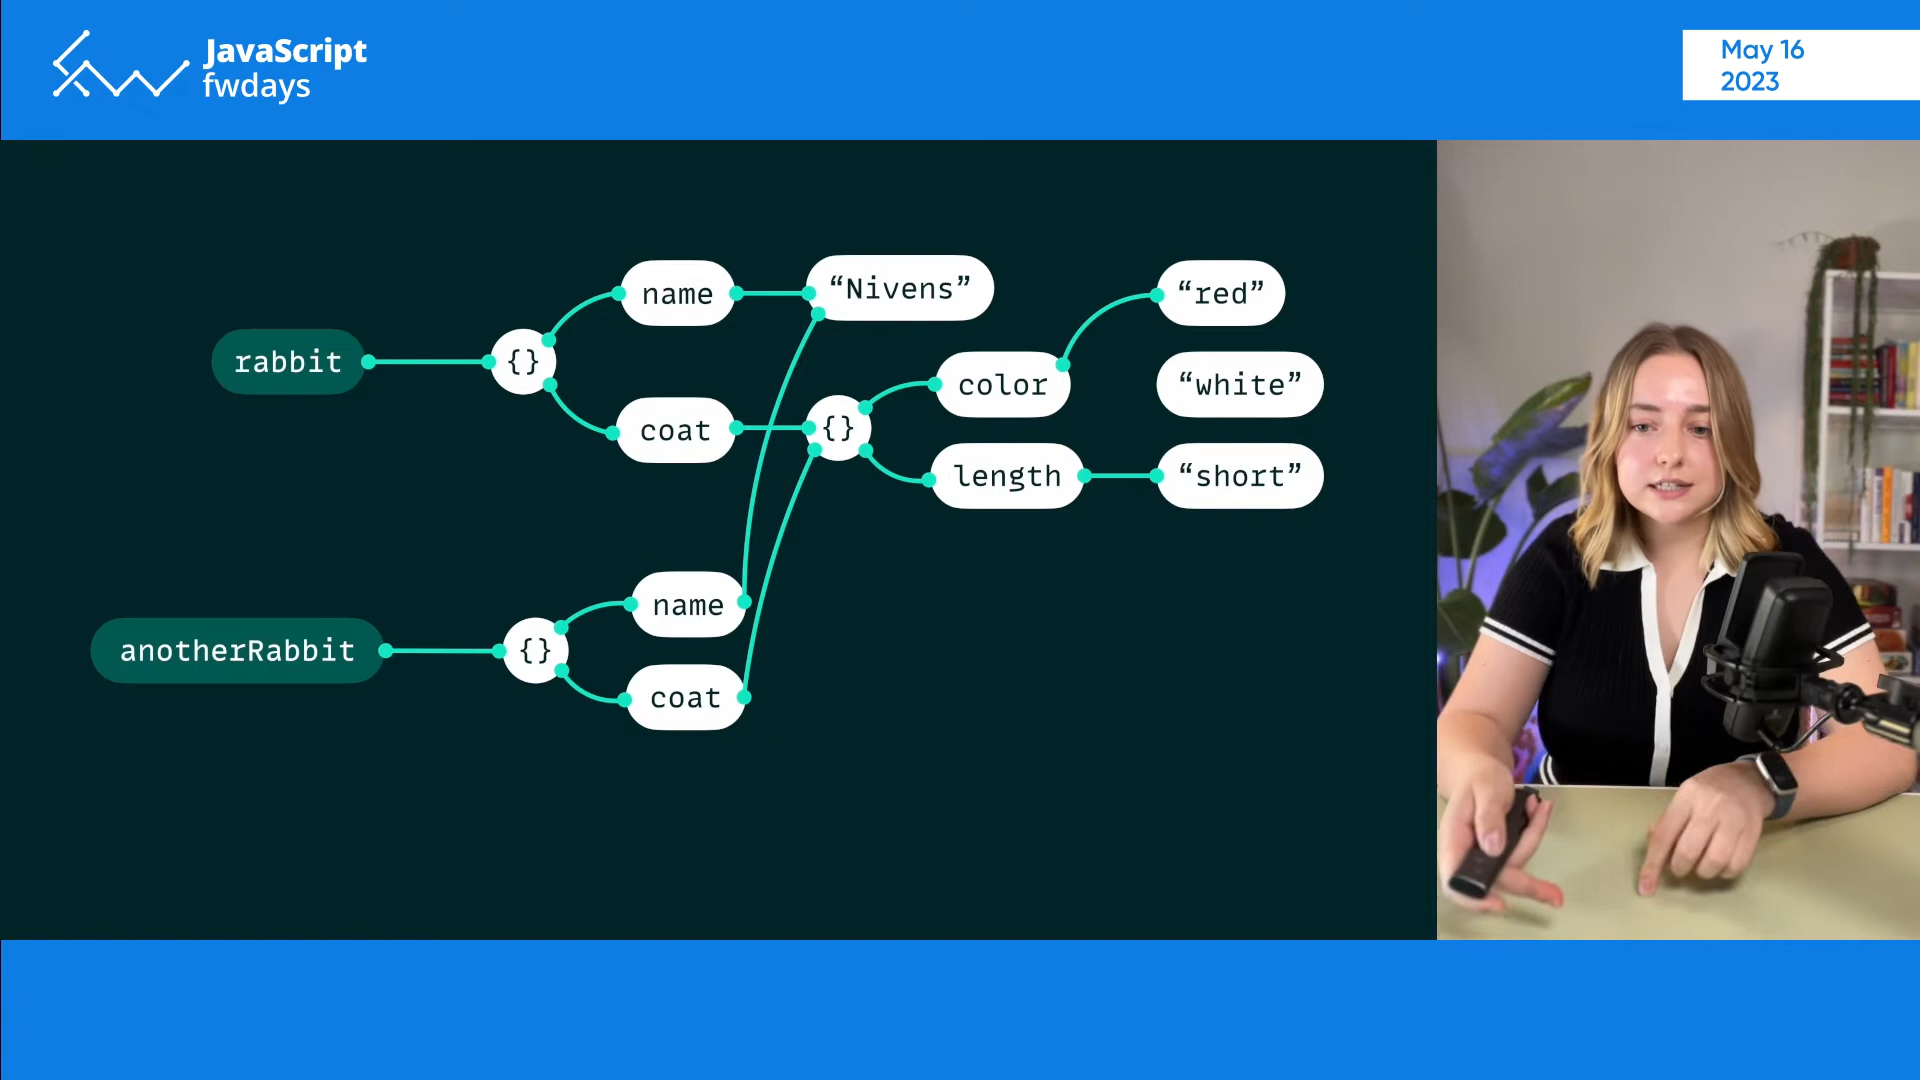 JavaScript
fwdays
May 16
2023
name
“Nivens”
“red”
rabbit
{}
color
“white”
coat
{}
length
“short”
name
anotherRabbit
{}
coat